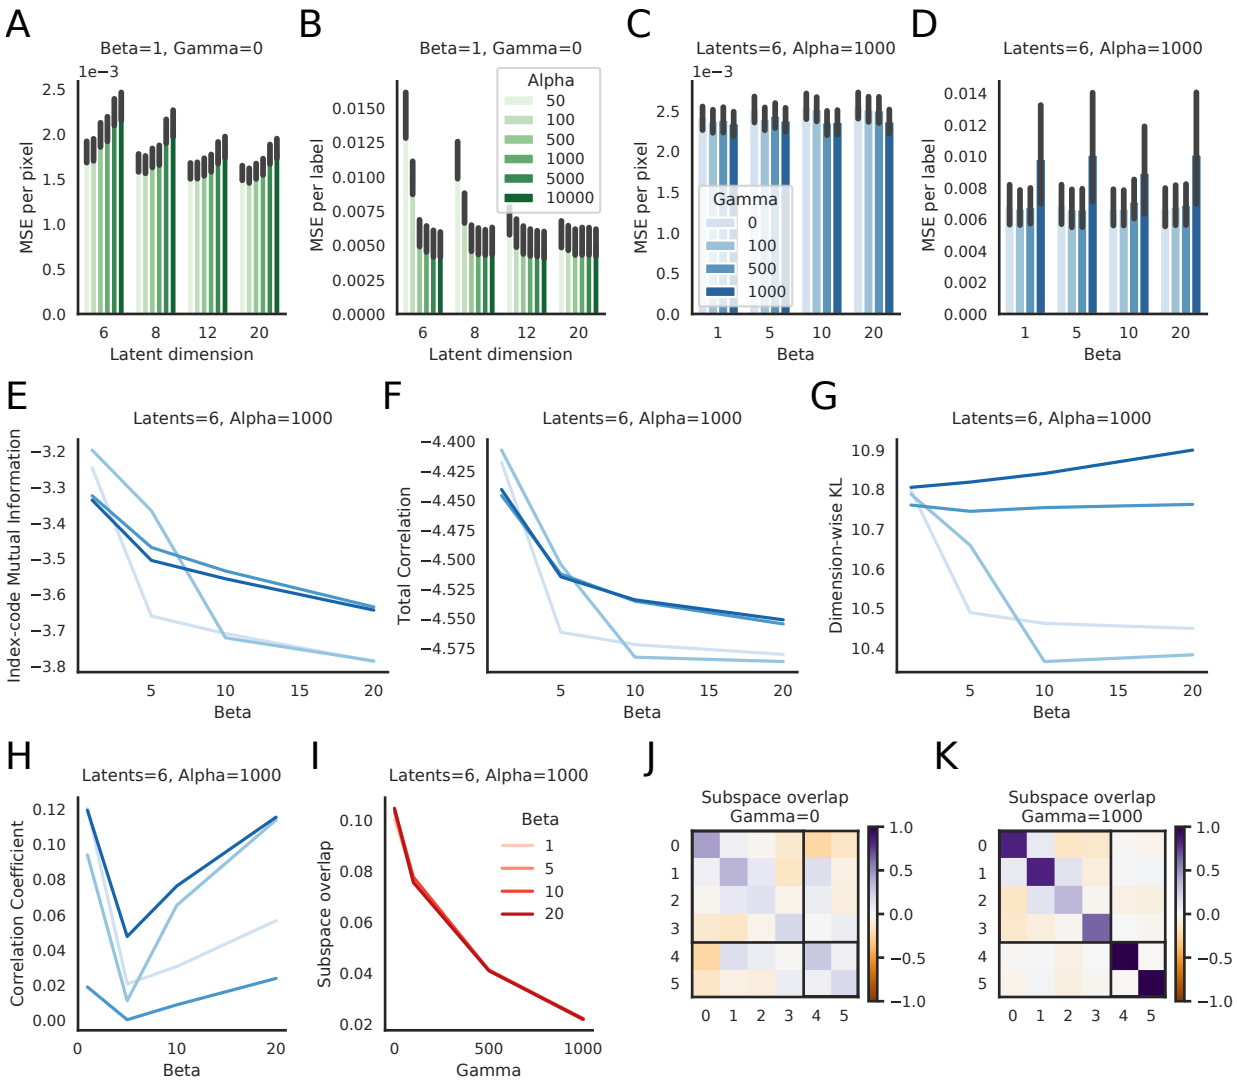 A
Beta=1, Gamma=0
1e−3
MSE per pixel
2.5
2.0
1.5
1.0
0.5
0.0
6 8 12 20
Latent dimension
B
Beta=1, Gamma=0
MSE per label
0.0150
0.0125
0.0100
0.0075
0.0050
0.0025
0.0000
Alpha
50
100
500
1000
5000
10000
6 8 12 20
Latent dimension
C
Latents=6, Alpha=1000
1e−3
MSE per pixel
2.5
2.0
1.5
1.0
0.5
0.0
Gamma
0
100
500
1000
1 5 10 20
Beta
D
Latents=6, Alpha=1000
MSE per label
0.014
0.012
0.010
0.008
0.006
0.004
0.002
0.000
1 5 10 20
Beta
E
Latents=6, Alpha=1000
Index-code Mutual Information
−3.2
−3.3
−3.4
−3.5
−3.6
−3.7
−3.8
5 10 15 20
Beta
F
Latents=6, Alpha=1000
Total Correlation
−4.400
−4.425
−4.450
−4.475
−4.500
−4.525
−4.550
−4.575
5 10 15 20
Beta
G
Latents=6, Alpha=1000
Dimension-wise KL
10.9
10.8
10.7
10.6
10.5
10.4
5 10 15 20
Beta
H
Latents=6, Alpha=1000
Correlation Coefficient
0.12
0.10
0.08
0.06
0.04
0.02
0.00
0 10 20
Beta
I
Latents=6, Alpha=1000
Subspace overlap
0.10
0.08
0.06
0.04
0.02
Beta
1
5
10
20
0 500 1000
Gamma
J
Subspace overlap
Gamma=0
0
1
2
3
4
5
0 1 2 3 4 5
1.0
0.5
0.0
−0.5
−1.0
K
Subspace overlap
Gamma=1000
0
1
2
3
4
5
0 1 2 3 4 5
1.0
0.5
0.0
−0.5
−1.0